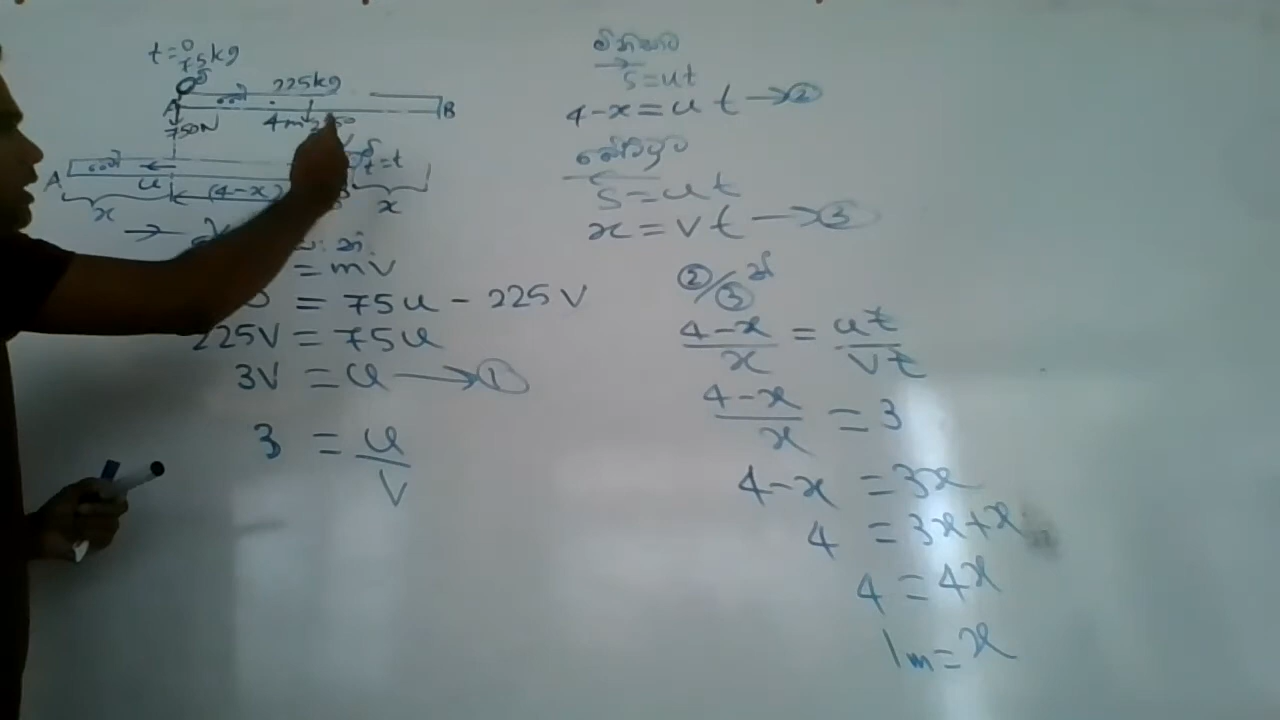 t = 0
75kg
225kg
A
B
750N
4m
t = t
A
u
(4-x)
x
x
= mv
= 75u - 225V
225V = 75u
3V = u → ①
3 = u/V
S = ut
4-x = ut → ②
S = ut
x = vt → ③
②/③
4-x/x = ut/vt
4-x/x = 3
4-x = 3x
4 = 3x+x
4 = 4x
1m = x